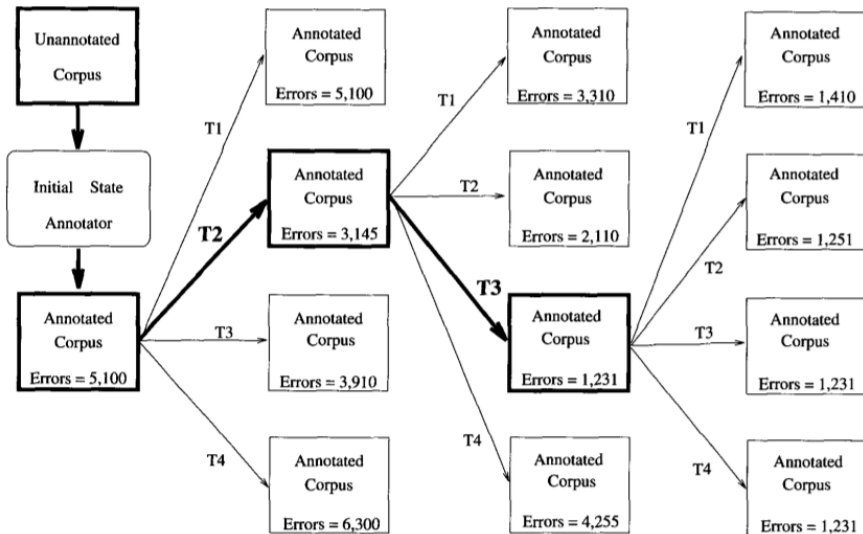 Unannotated
Corpus
Initial State
Annotator
Annotated
Corpus
Errors = 5,100
T1
T2
T3
T4
Annotated
Corpus
Errors = 5,100
Annotated
Corpus
Errors = 3,145
Annotated
Corpus
Errors = 3,910
Annotated
Corpus
Errors = 6,300
T1
T2
T3
T4
Annotated
Corpus
Errors = 3,310
Annotated
Corpus
Errors = 2,110
Annotated
Corpus
Errors = 1,231
Annotated
Corpus
Errors = 4,255
T1
T2
T3
T4
Annotated
Corpus
Errors = 1,410
Annotated
Corpus
Errors = 1,251
Annotated
Corpus
Errors = 1,231
Annotated
Corpus
Errors = 1,231